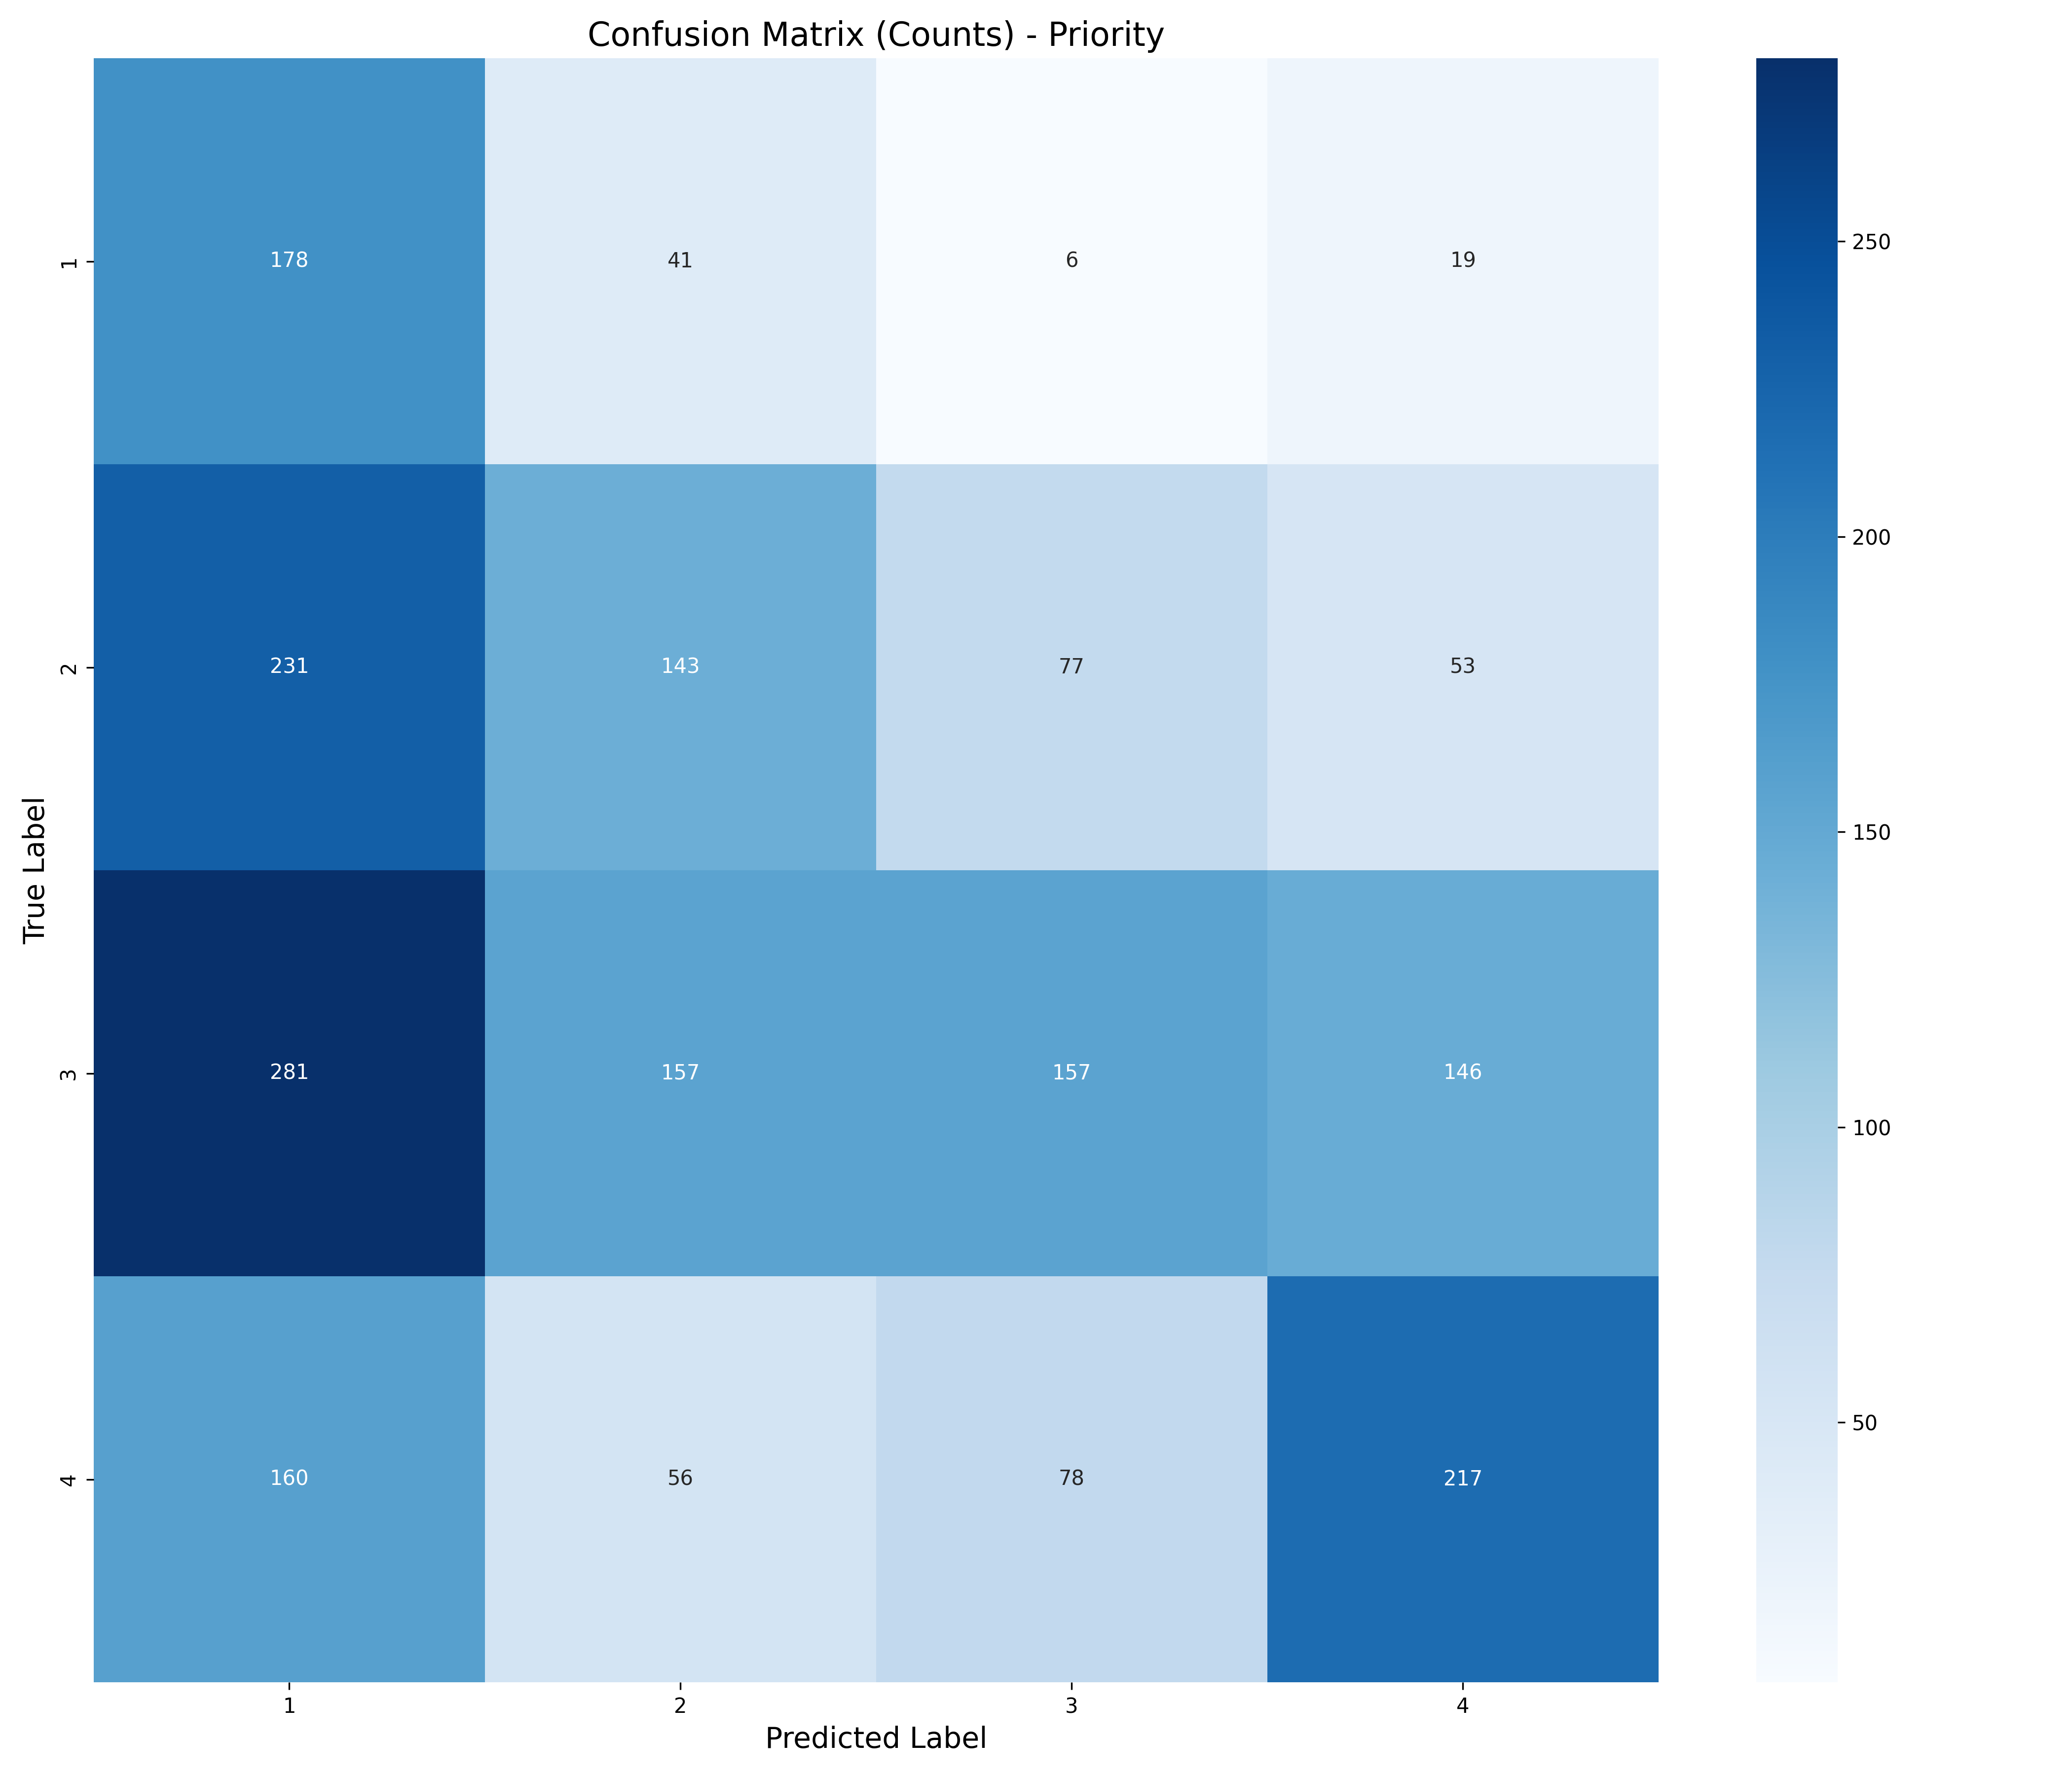 Confusion Matrix (Counts) - Priority
True Label
1
178 41 6 19
2
231 143 77 53
3
281 157 157 146
4
160 56 78 217
1 2 3 4
Predicted Label
250
200
150
100
50